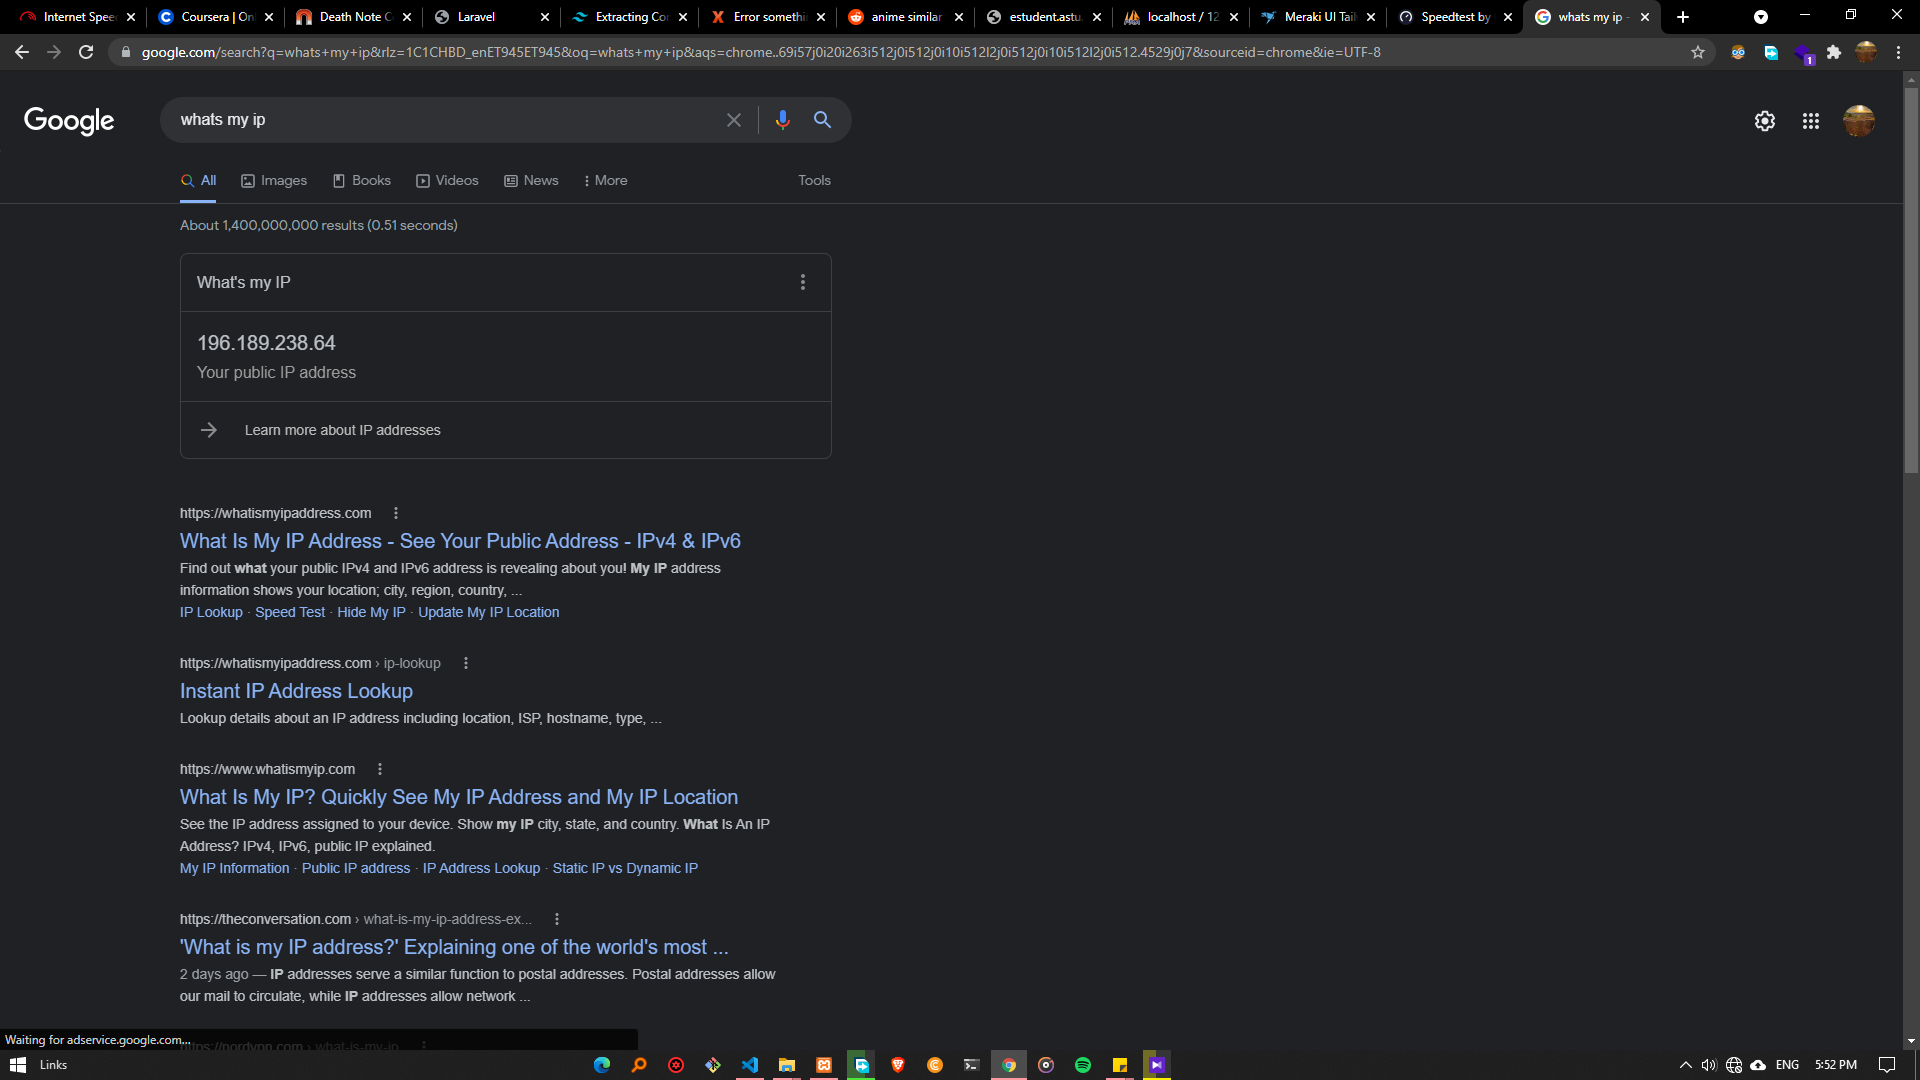 Internet Spee
Coursera | Onl
Death Note C
Laravel
Extracting Co
Error somethi
anime similar
estudent.astu.
localhost / 12
Meraki UI Tail
Speedtest by
whats my ip -
google.com/search?q=whats+my+ip&rlz=1C1CHBD_enET945ET945&oq=whats+my+ip&aqs=chrome..69i57j0i20i263i512j0i512j0i10i512l2j0i512j0i10i512l2j0i512.4529j0j7&sourceid=chrome&ie=UTF-8
1
Google
whats my ip
All
Images
Books
Videos
News
More
Tools
About 1,400,000,000 results (0.51 seconds)
What's my IP
196.189.238.64
Your public IP address
Learn more about IP addresses
https://whatismyipaddress.com
What Is My IP Address - See Your Public Address - IPv4 & IPv6
Find out what your public IPv4 and IPv6 address is revealing about you! My IP address
information shows your location; city, region, country, ...
IP Lookup · Speed Test · Hide My IP · Update My IP Location
https://whatismyipaddress.com › ip-lookup
Instant IP Address Lookup
Lookup details about an IP address including location, ISP, hostname, type, ...
https://www.whatismyip.com
What Is My IP? Quickly See My IP Address and My IP Location
See the IP address assigned to your device. Show my IP city, state, and country. What Is An IP
Address? IPv4, IPv6, public IP explained.
My IP Information · Public IP address · IP Address Lookup · Static IP vs Dynamic IP
https://theconversation.com › what-is-my-ip-address-ex...
'What is my IP address?' Explaining one of the world's most ...
2 days ago — IP addresses serve a similar function to postal addresses. Postal addresses allow
our mail to circulate, while IP addresses allow network ...
Waiting for adservice.google.com...
https://nordvpn.com › what-is-my-ip
Links
ENG
5:52 PM